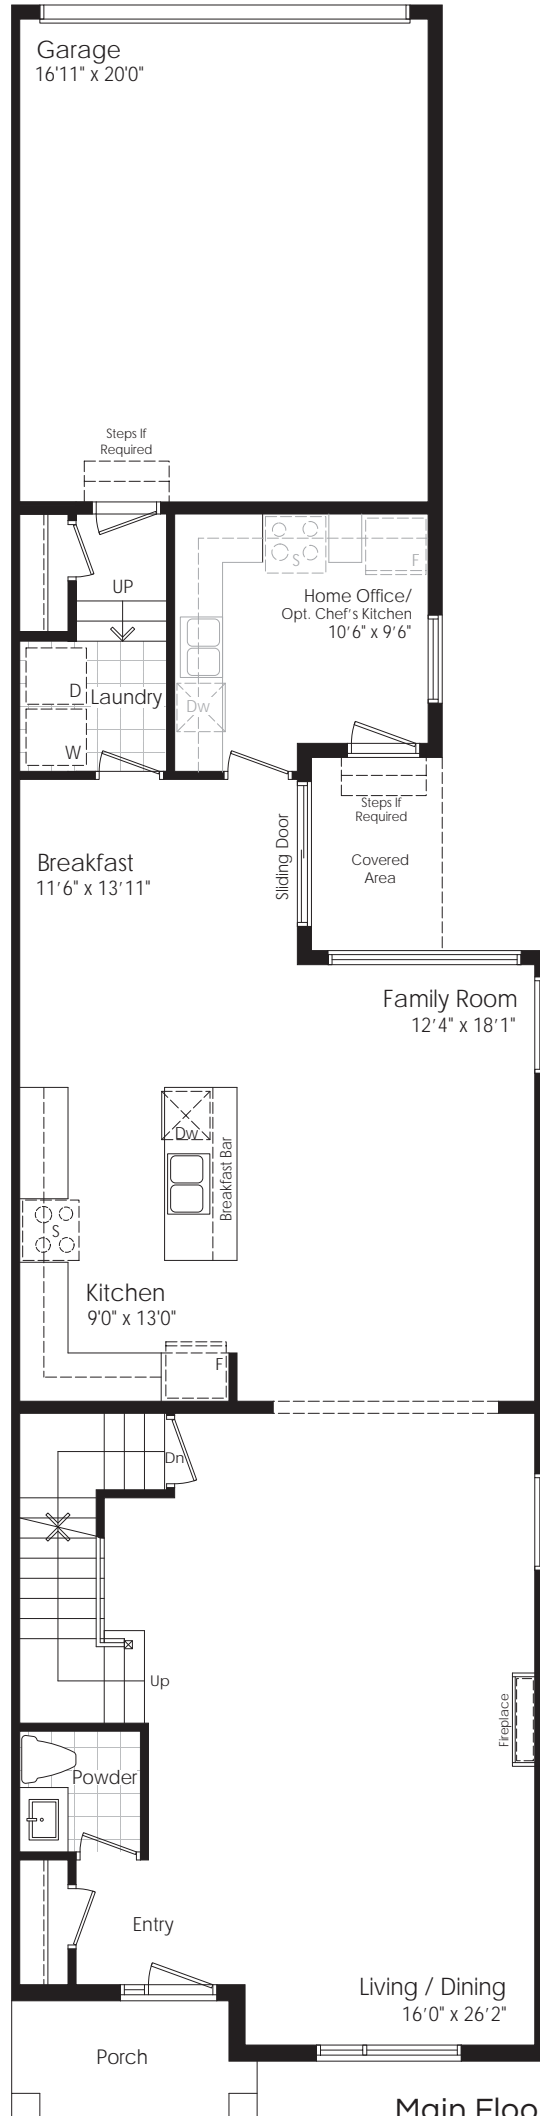 Garage
16'11" x 20'0"
Steps If
Required
UP
S
F
Home Office/
Opt. Chef's Kitchen
10'6" x 9'6"
D
Laundry
Dw
W
Steps If
Required
Sliding Door
Covered
Area
Breakfast
11'6" x 13'11"
Family Room
12'4" x 18'1"
Dw
Breakfast Bar
S
Kitchen
9'0" x 13'0"
F
Dn
Up
Fireplace
Powder
Entry
Living / Dining
16'0" x 26'2"
Porch
Main Floo